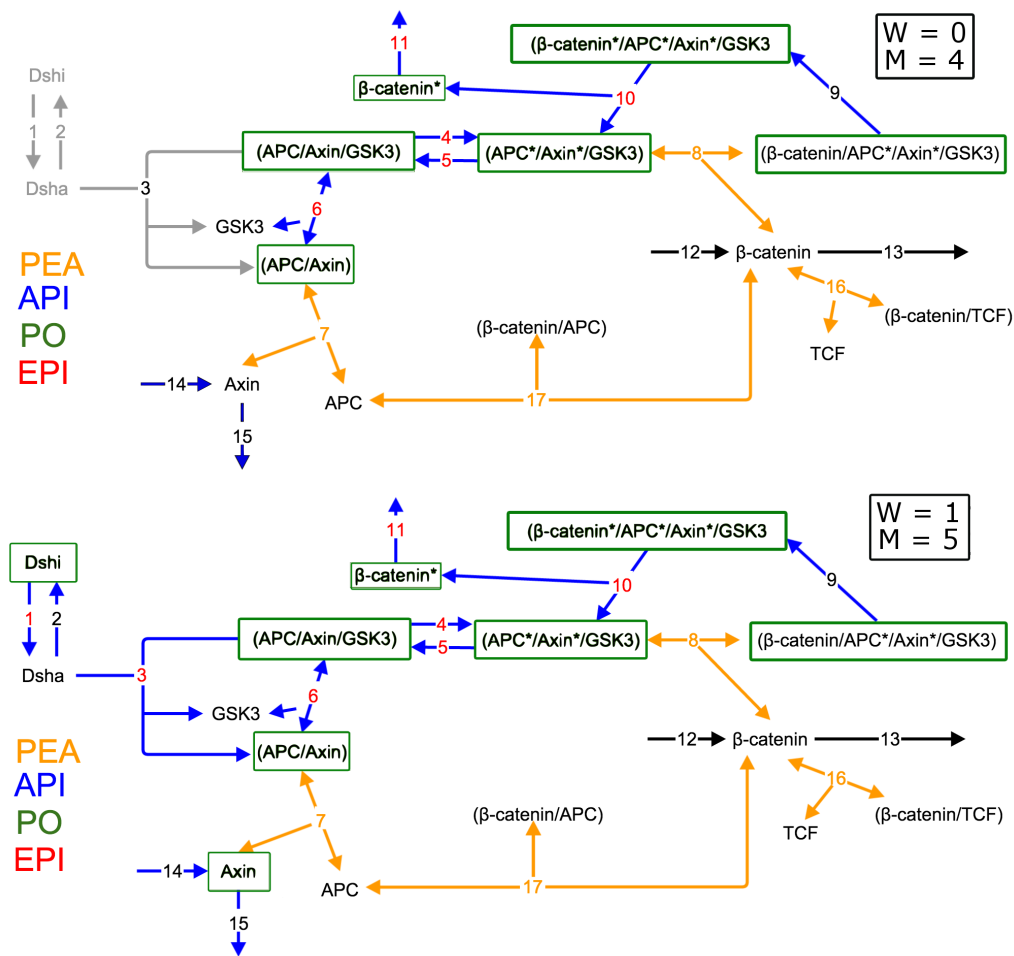 11
(β-catenin*/APC*/Axin*/GSK3
W = 0
M = 4
Dshi
β-catenin*
10
9
1
2
4
(APC/Axin/GSK3)
(APC*/Axin*/GSK3)
8
(β-catenin/APC*/Axin*/GSK3)
5
Dsha
3
6
GSK3
12
β-catenin
13
PEA
(APC/Axin)
16
API
(β-catenin/TCF)
PO
7
(β-catenin/APC)
TCF
EPI
14
Axin
APC
17
15
11
(β-catenin*/APC*/Axin*/GSK3
W = 1
M = 5
Dshi
β-catenin*
10
9
1
2
4
(APC/Axin/GSK3)
(APC*/Axin*/GSK3)
8
(β-catenin/APC*/Axin*/GSK3)
5
Dsha
3
6
GSK3
12
β-catenin
13
PEA
(APC/Axin)
16
API
(β-catenin/TCF)
PO
7
(β-catenin/APC)
TCF
EPI
14
Axin
APC
17
15